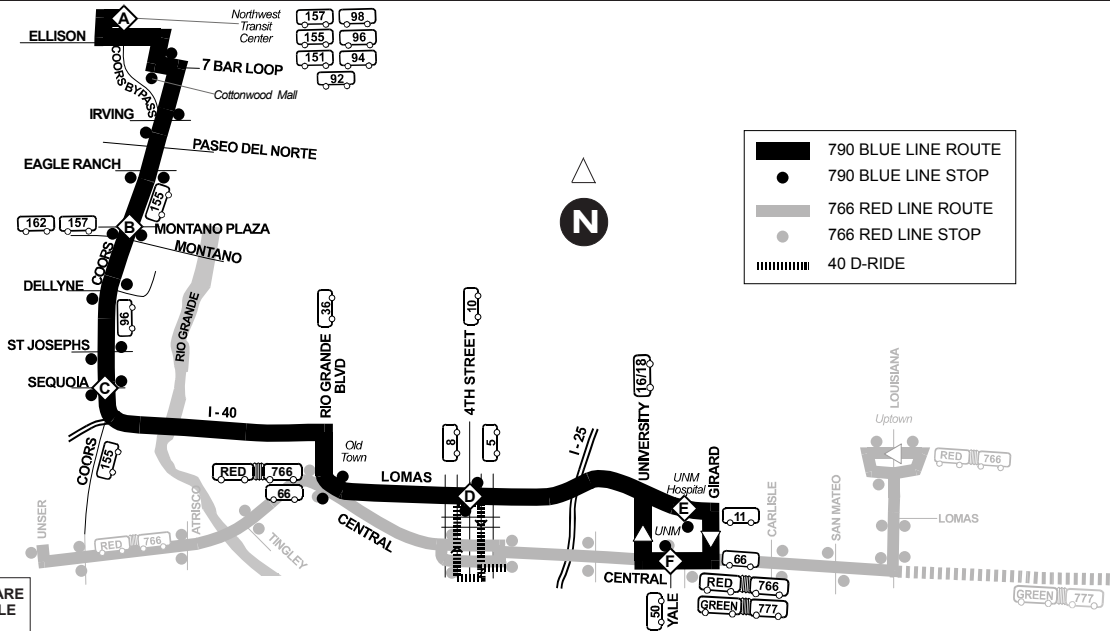 A
Northwest
Transit
Center
157
98
155
96
151
94
92
ELLISON
7 BAR LOOP
COORS BYPASS
Cottonwood Mall
IRVING
PASEO DEL NORTE
EAGLE RANCH
155
162
157
B
MONTANO PLAZA
MONTANO
COORS
DELLYNE
96
ST JOSEPHS
RIO GRANDE
SEQUOIA
C
I - 40
COORS
155
36
RIO GRANDE
BLVD
Old
Town
10
4TH STREET
8
5
LOMAS
D
I - 25
16/18
UNIVERSITY
UNM
Hospital
GIRARD
E
11
UNM
F
66
CENTRAL
RED
766
GREEN
777
50
YALE
RED
766
66
CENTRAL
UNSER
RED
766
ATRISCO
TINGLEY
CARLISLE
SAN MATEO
LOUISIANA
Uptown
RED
766
LOMAS
GREEN
777
N
790 BLUE LINE ROUTE
790 BLUE LINE STOP
766 RED LINE ROUTE
766 RED LINE STOP
40 D-RIDE
ARE
LE